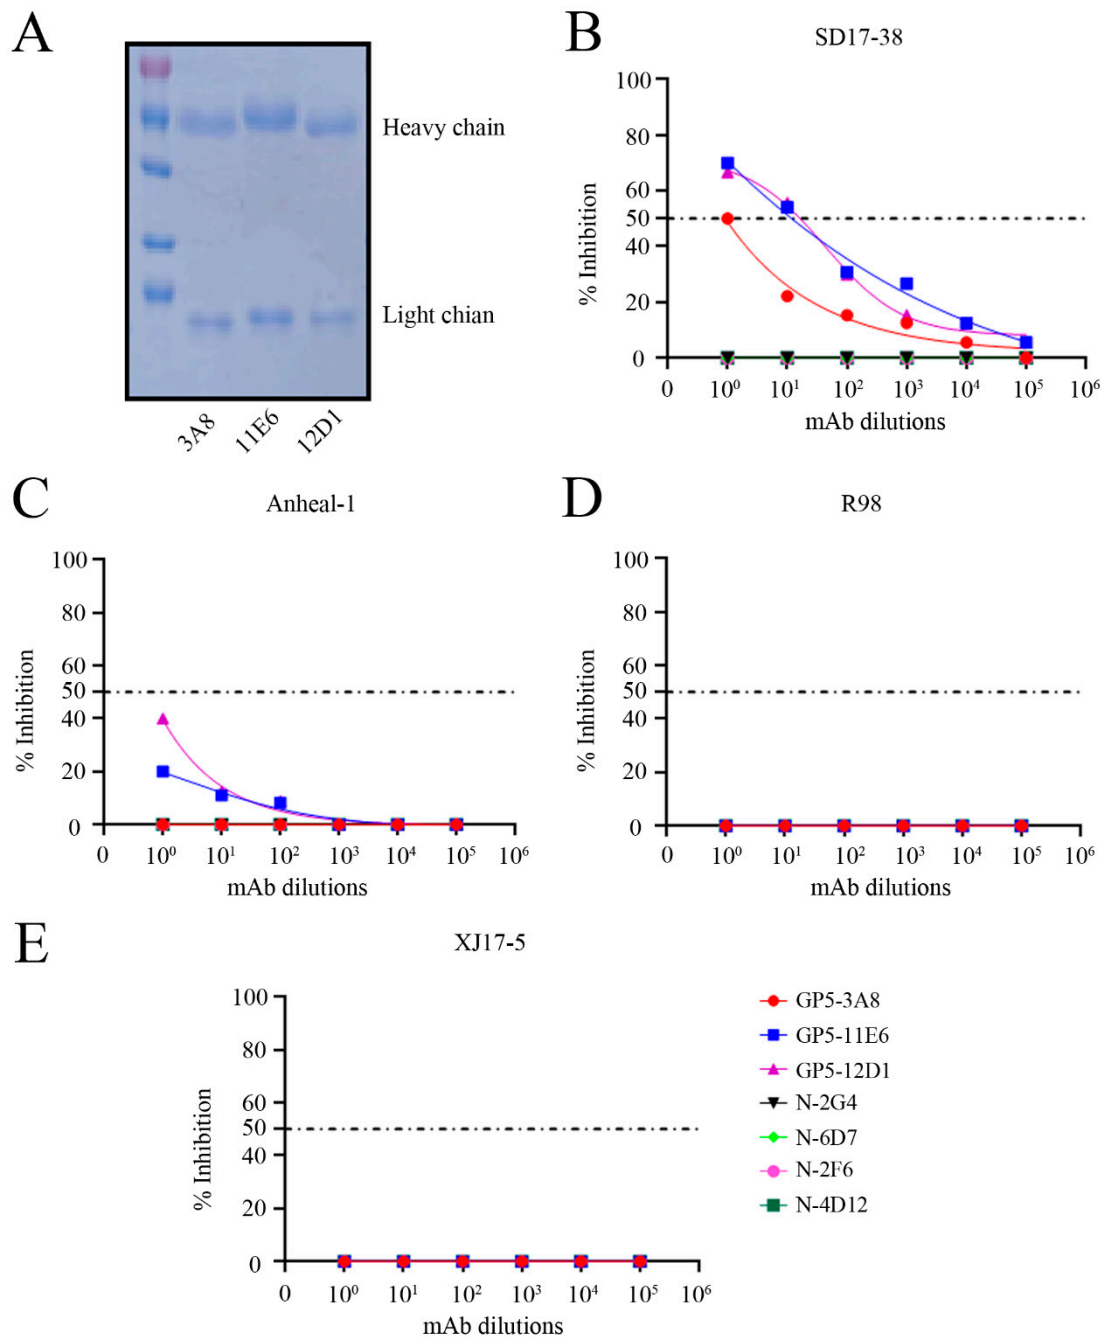 A
Heavy chain
Light chian
3A8 11E6 12D1
B
SD17-38
% Inhibition
100
80
60
50
40
20
0
0 10⁰ 10¹ 10² 10³ 10⁴ 10⁵ 10⁶
mAb dilutions
C
Anheal-1
% Inhibition
100
80
60
50
40
20
0
0 10⁰ 10¹ 10² 10³ 10⁴ 10⁵ 10⁶
mAb dilutions
D
R98
% Inhibition
100
80
60
50
40
20
0
0 10⁰ 10¹ 10² 10³ 10⁴ 10⁵ 10⁶
mAb dilutions
E
XJ17-5
% Inhibition
100
80
60
50
40
20
0
0 10⁰ 10¹ 10² 10³ 10⁴ 10⁵ 10⁶
mAb dilutions
GP5-3A8
GP5-11E6
GP5-12D1
N-2G4
N-6D7
N-2F6
N-4D12